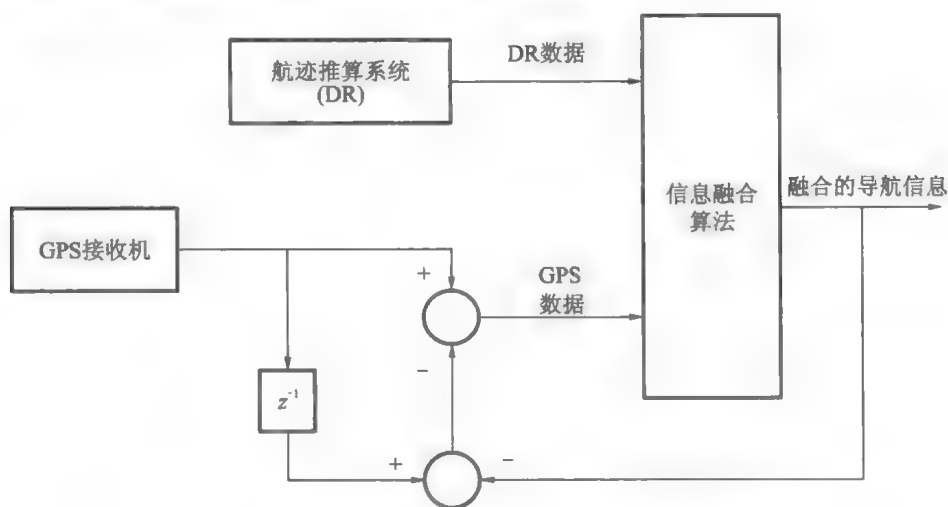 航迹推算系统
(DR)
DR数据
信息融合
算法
融合的导航信息
GPS接收机
+
GPS
数据
−
z⁻¹
+
−